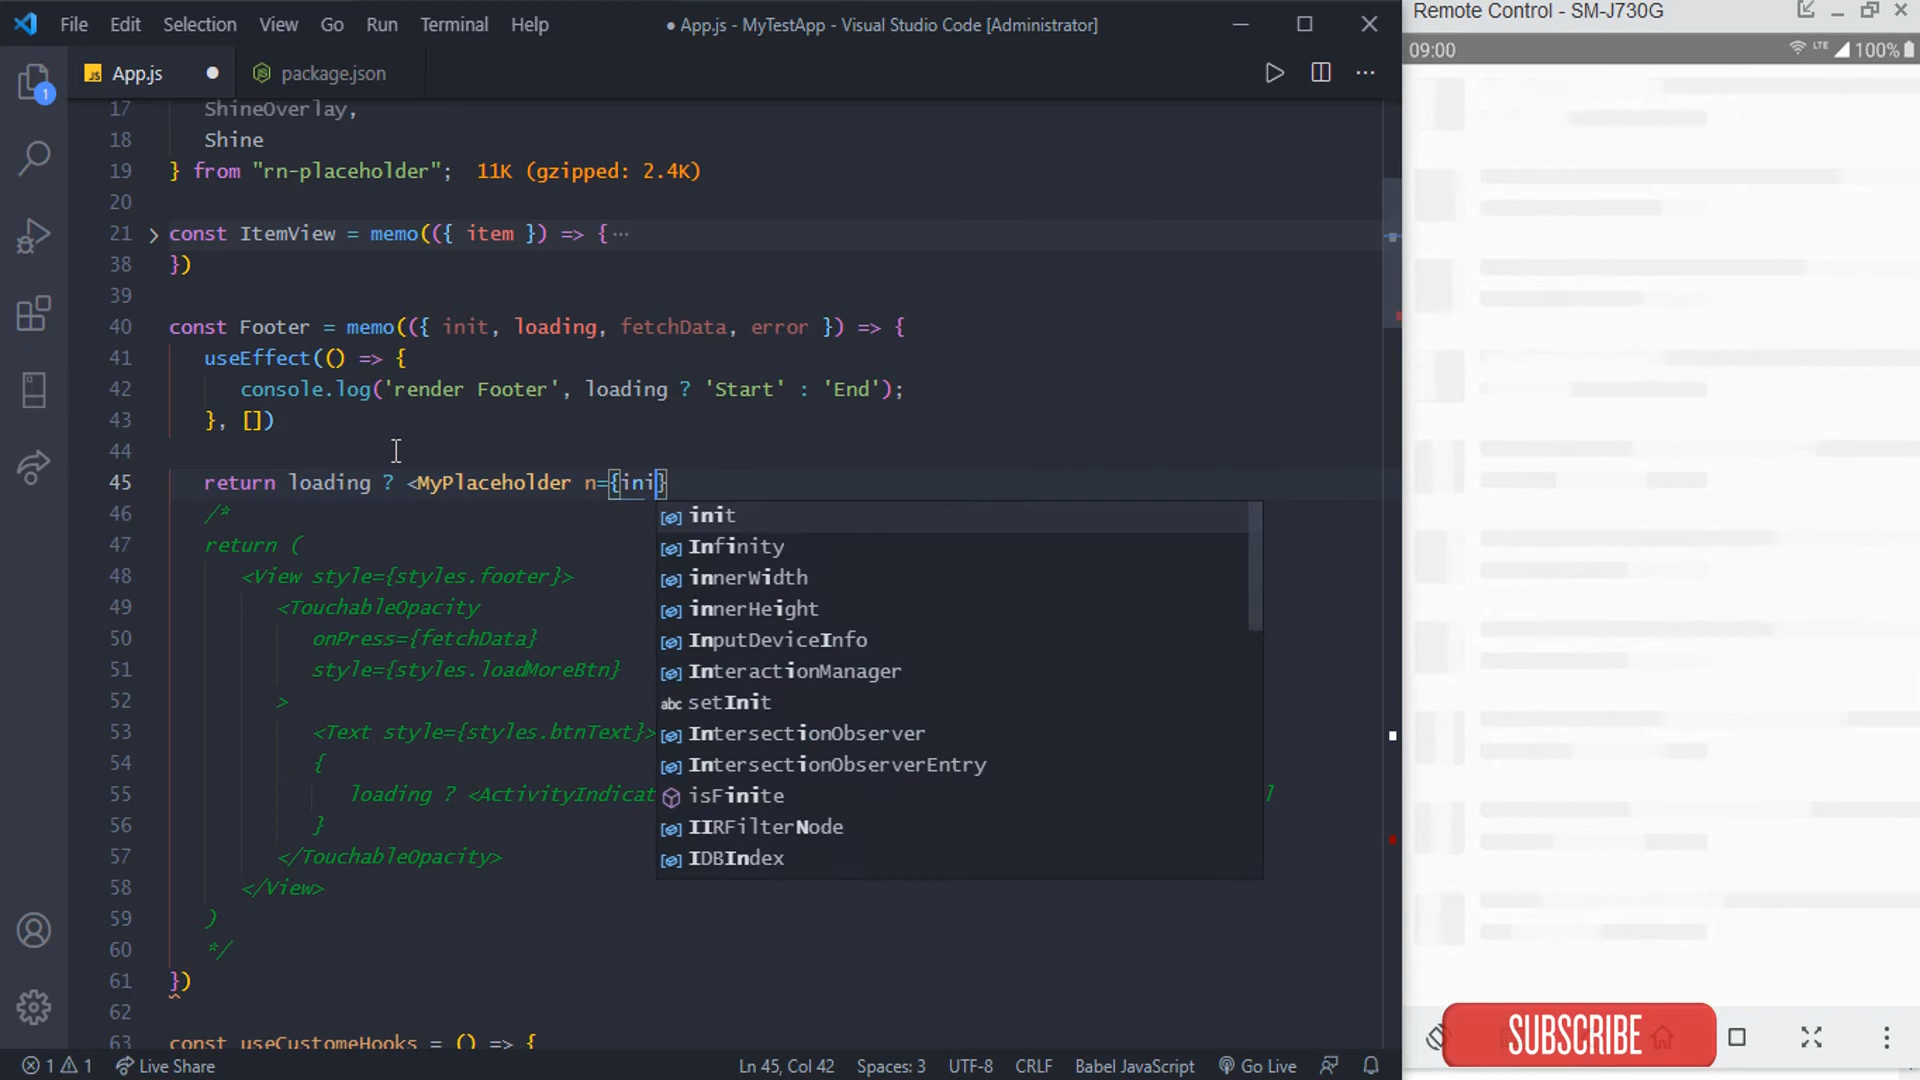 File Edit Selection View Go Run Terminal Help
● App.js - MyTestApp - Visual Studio Code [Administrator]
Remote Control - SM-J730G
09:00
LTE 100%
JS App.js ● package.json
1
17 ShineOverlay,
18 Shine
19 } from "rn-placeholder"; 11K (gzipped: 2.4K)
20
21 const ItemView = memo(({ item }) => {···
38 })
39
40 const Footer = memo(({ init, loading, fetchData, error }) => {
41 useEffect(() => {
42 console.log('render Footer', loading ? 'Start' : 'End');
43 }, [])
44
45 return loading ? <MyPlaceholder n={ini}
46 /*
47 return (
48 <View style={styles.footer}>
49 <TouchableOpacity
50 onPress={fetchData}
51 style={styles.loadMoreBtn}
52 >
53 <Text style={styles.btnText}>
54 {
55 loading ? <ActivityIndicat
56 }
57 </TouchableOpacity>
58 </View>
59 )
60 */
61 })
62
63 const useCustomeHooks = () => {
init
Infinity
innerWidth
innerHeight
InputDeviceInfo
InteractionManager
abc setInit
IntersectionObserver
IntersectionObserverEntry
isFinite
IIRFilterNode
IDBIndex
SUBSCRIBE
1 1 Live Share
Ln 45, Col 42 Spaces: 3 UTF-8 CRLF Babel JavaScript Go Live